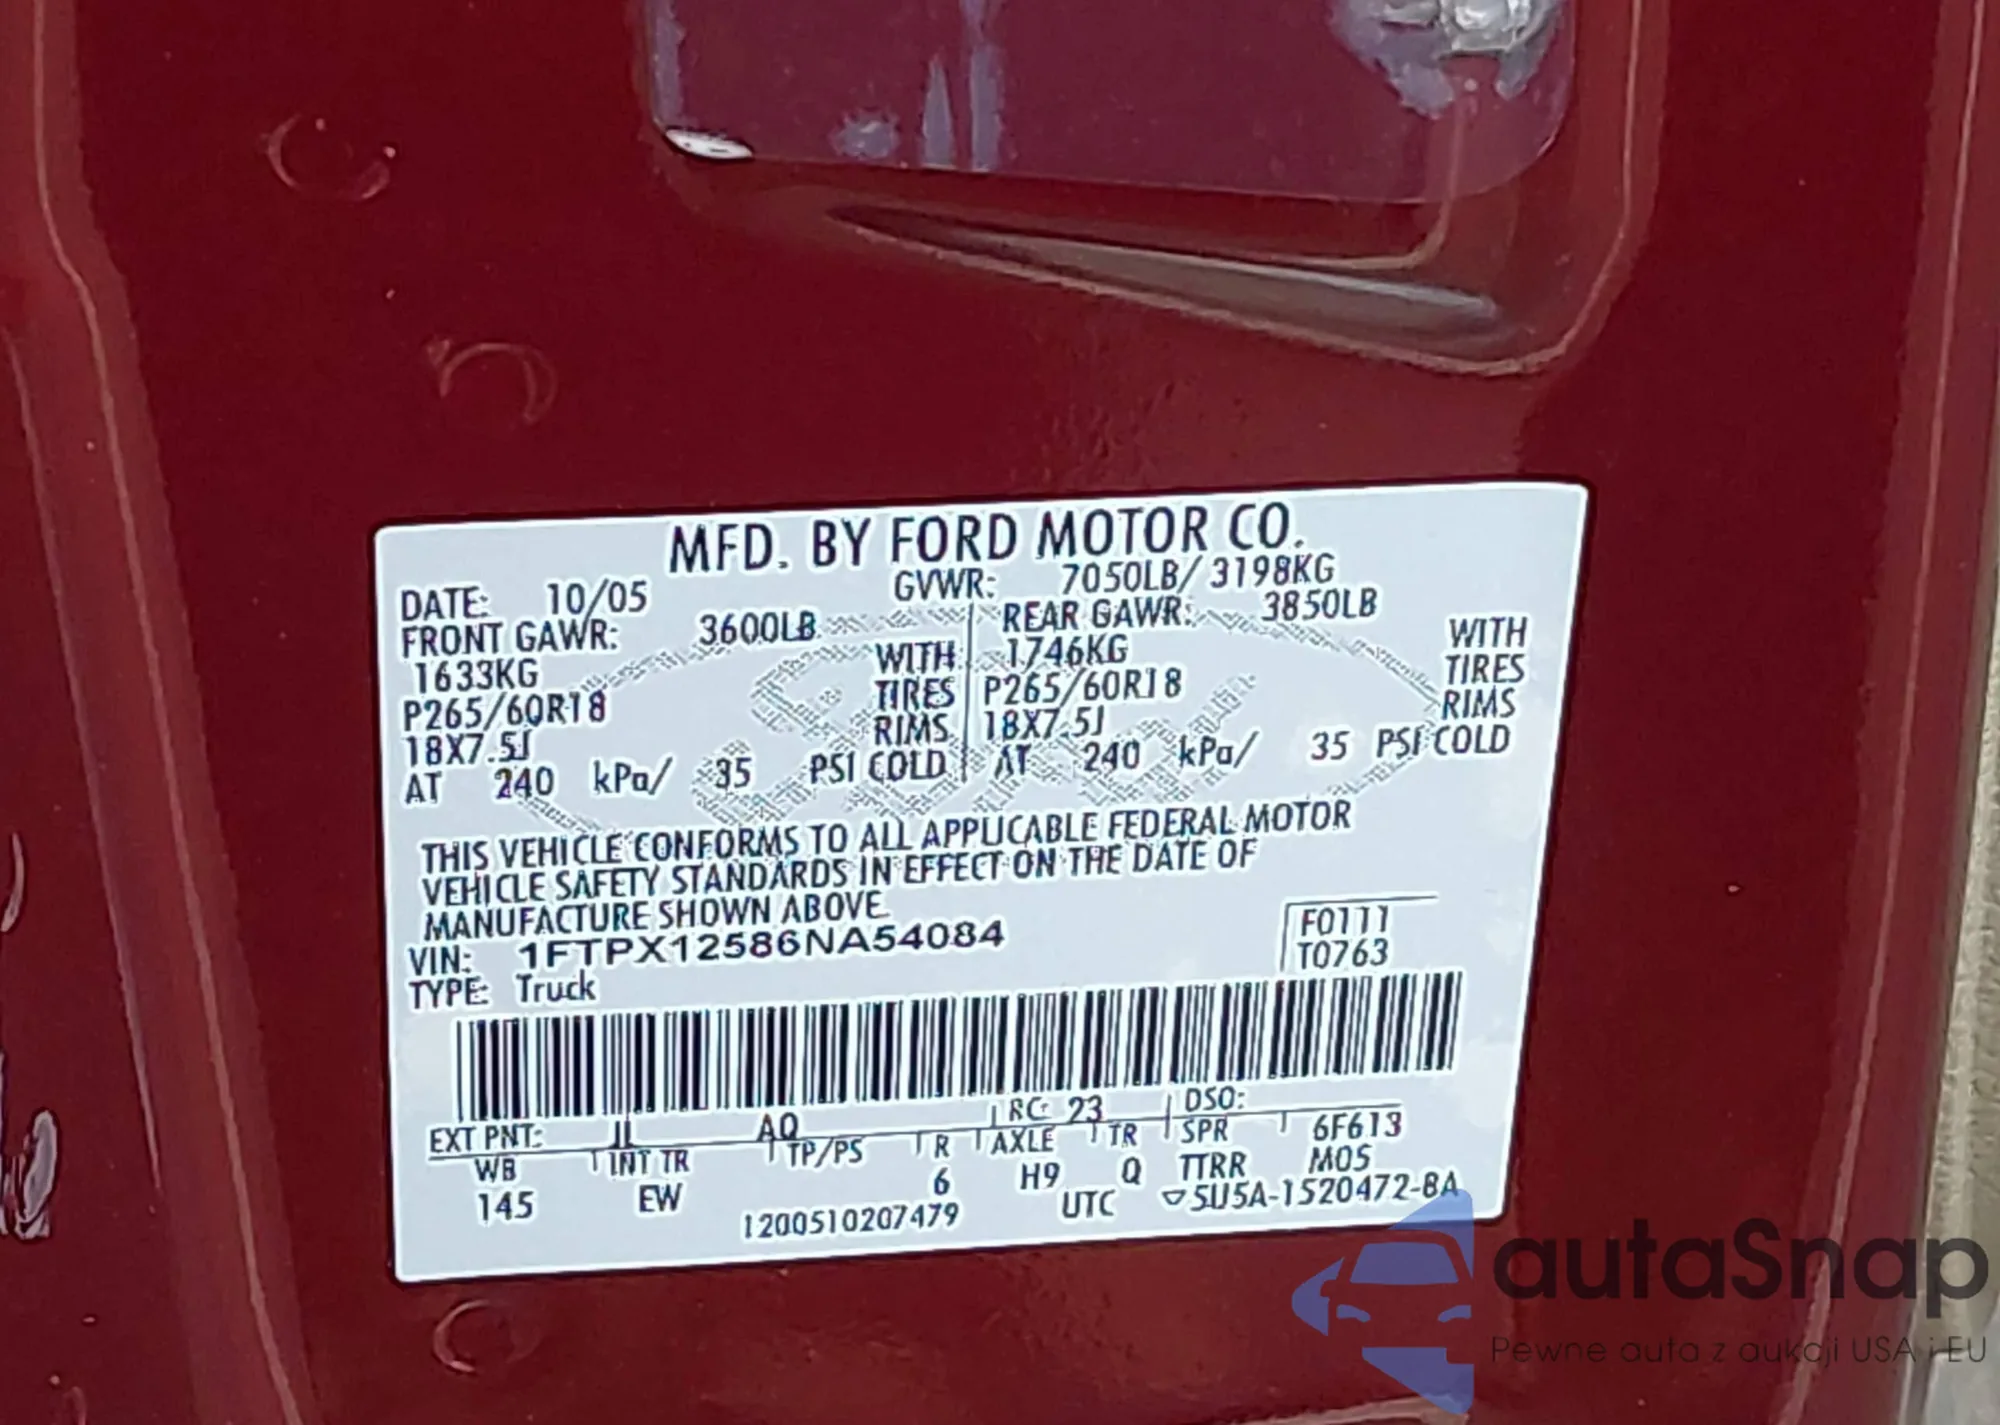 MFD. BY FORD MOTOR CO.
DATE: 10/05 GVWR: 7050LB/ 3198KG
FRONT GAWR: 3600LB REAR GAWR: 3850LB
1633KG WITH 1746KG WITH
P265/60R18 TIRES P265/60R18 TIRES
18X7.5J RIMS 18X7.5J RIMS
AT 240 kPa/ 35 PSI COLD AT 240 kPa/ 35 PSI COLD
THIS VEHICLE CONFORMS TO ALL APPLICABLE FEDERAL MOTOR
VEHICLE SAFETY STANDARDS IN EFFECT ON THE DATE OF
MANUFACTURE SHOWN ABOVE.
VIN: 1FTPX12586NA54084
TYPE: Truck
F0111
T0763
EXT PNT: JL AQ RC: 23 DSO:
WB INT TR TP/PS R AXLE TR SPR 6F613
145 EW 6 H9 Q TTRR M05
1200510207479 UTC ▽5U5A-1520472-BA
autaSnap
Pewne auta z aukcji USA i EU